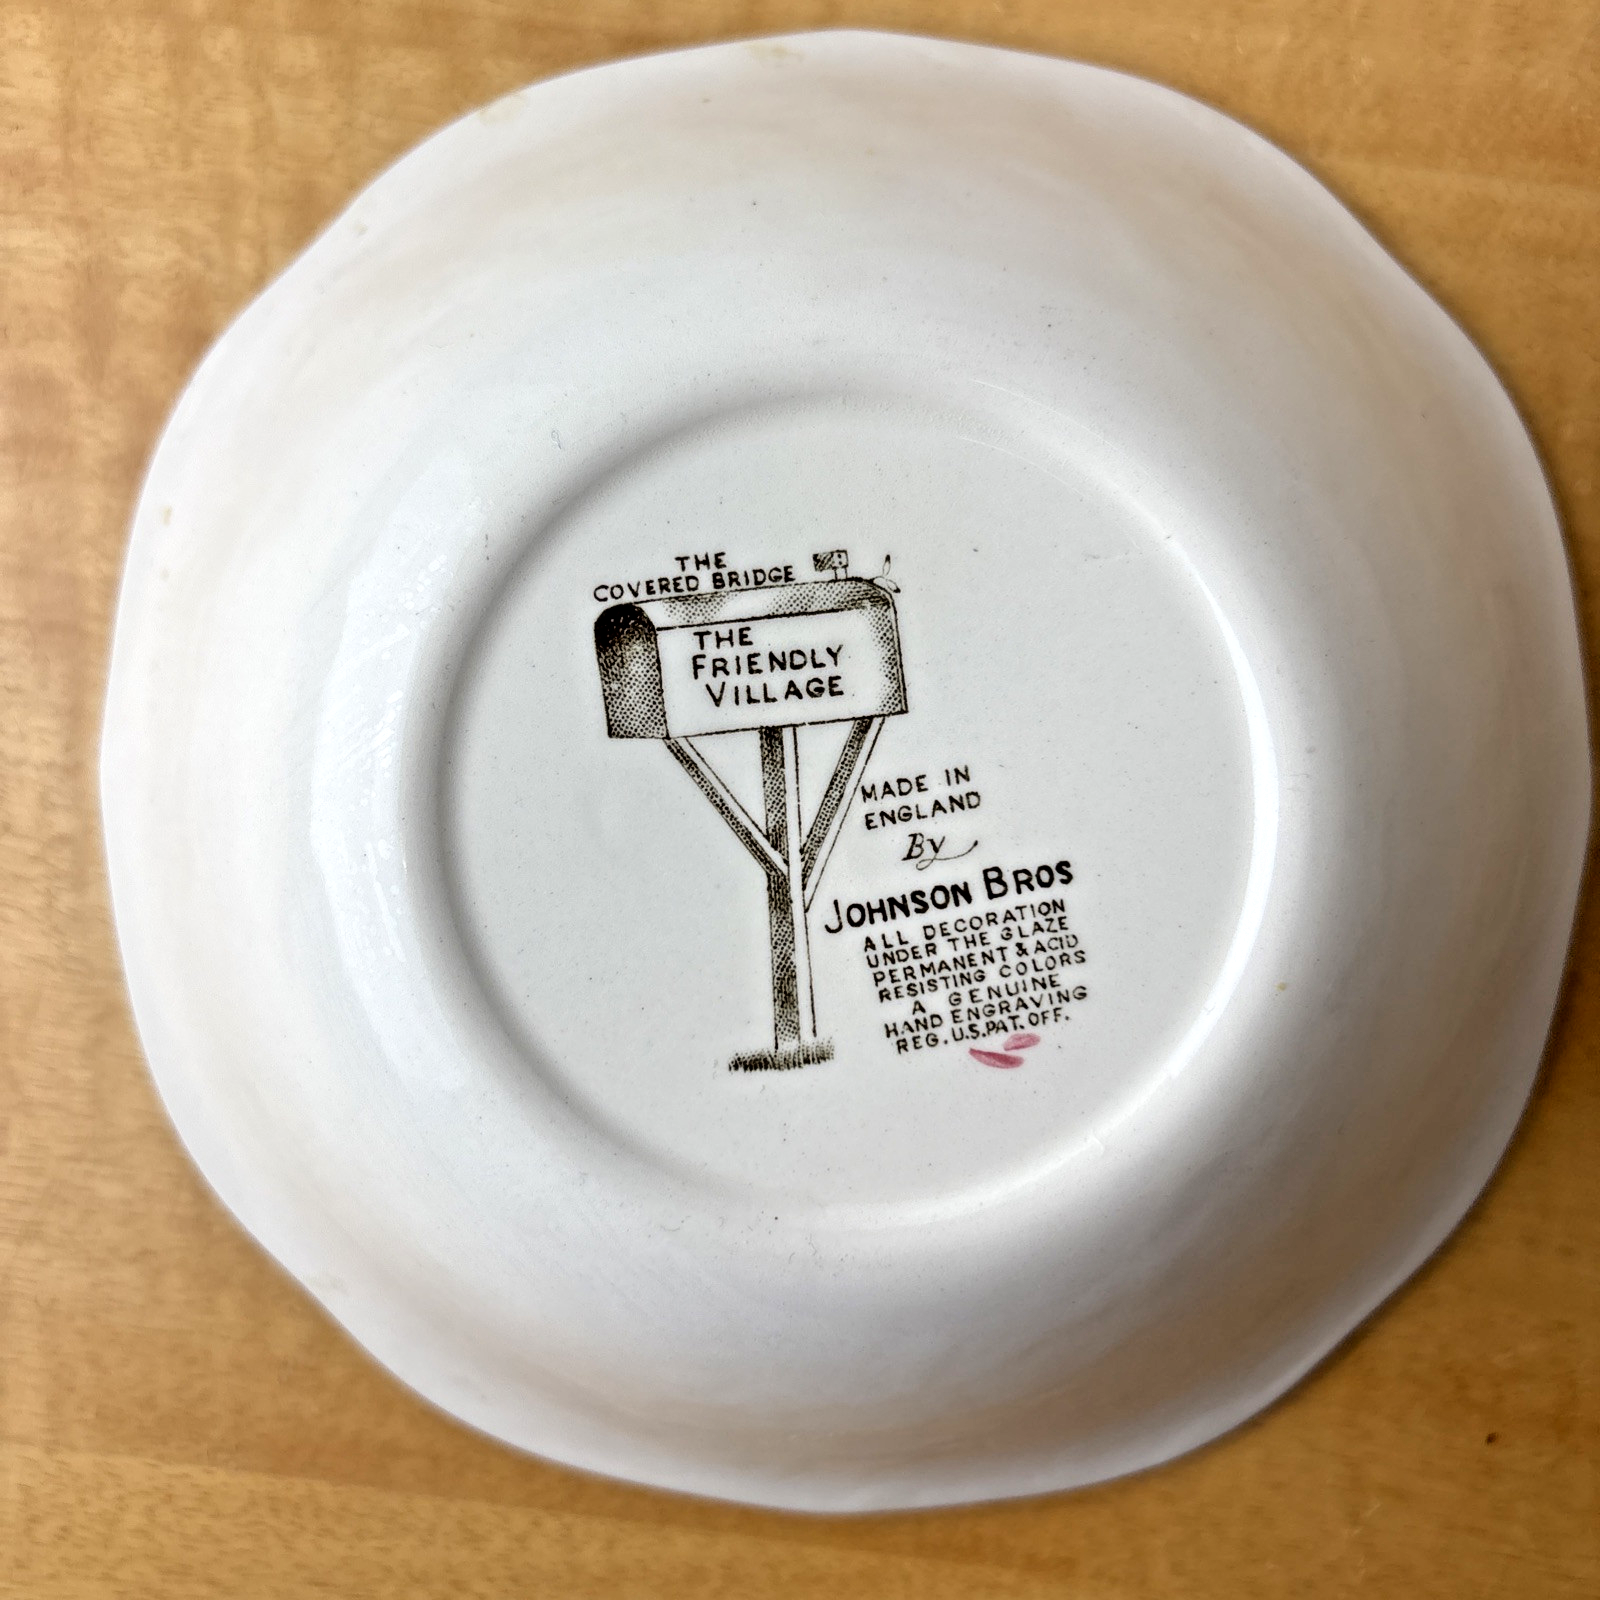 THE
COVERED BRIDGE
THE
FRIENDLY
VILLAGE
MADE IN
ENGLAND
By
JOHNSON BROS
ALL DECORATION
UNDER THE GLAZE
PERMANENT & ACID
RESISTING COLORS
A GENUINE
HAND ENGRAVING
REG. U.S. PAT. OFF.